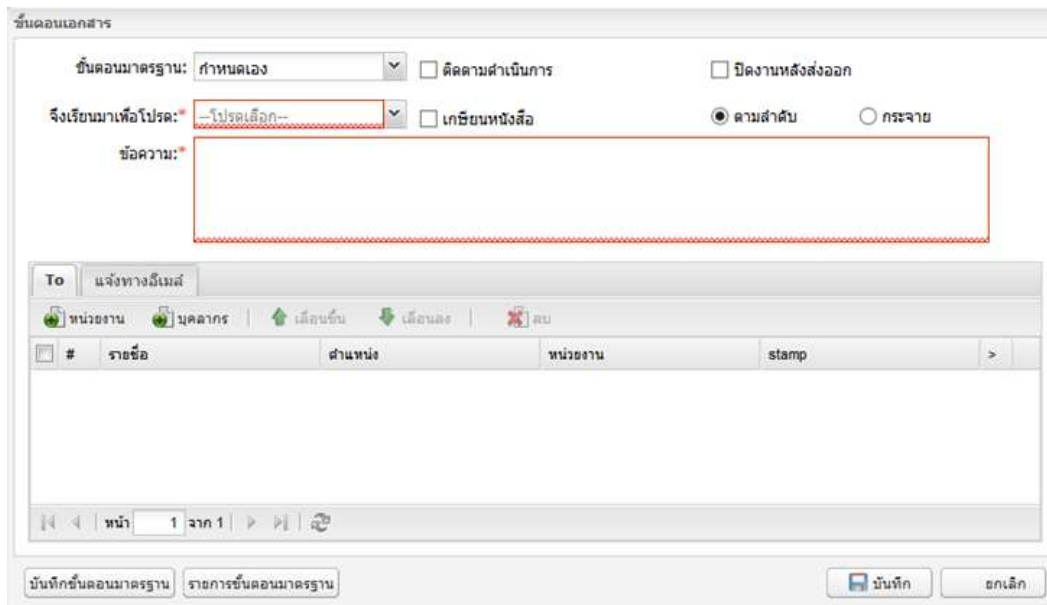 ขั้นตอนเอกสาร
ขั้นตอนมาตรฐาน: กำหนดเอง ติดตามดำเนินการ ปิดงานหลังส่งออก
จึงเรียนมาเพื่อโปรด:* --โปรดเลือก-- เกษียนหนังสือ ตามลำดับ กระจาย
ข้อความ:*
To แจ้งทางอีเมล์
หน่วยงาน บุคลากร เลื่อนขึ้น เลื่อนลง ลบ
# รายชื่อ ตำแหน่ง หน่วยงาน stamp >
หน้า 1 จาก 1
บันทึกขั้นตอนมาตรฐาน รายการขั้นตอนมาตรฐาน บันทึก ยกเลิก